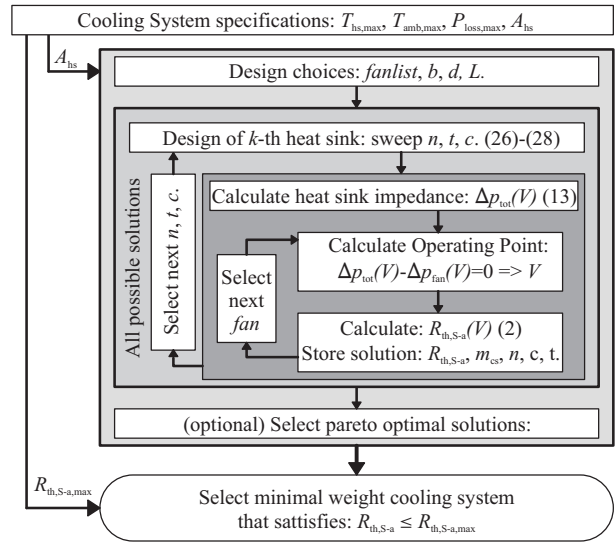 Cooling System specifications: T_hs,max, T_amb,max, P_loss,max, A_hs
A_hs
Design choices: fanlist, b, d, L.
Design of k-th heat sink: sweep n, t, c. (26)-(28)
All possible solutions
Select next n, t, c.
Calculate heat sink impedance: Δp_tot(V) (13)
Select
next
fan
Calculate Operating Point:
Δp_tot(V)-Δp_fan(V)=0 => V
Calculate: R_th,S-a(V) (2)
Store solution: R_th,S-a, m_cs, n, c, t.
(optional) Select pareto optimal solutions:
R_th,S-a,max
Select minimal weight cooling system
that sattisfies: R_th,S-a ≤ R_th,S-a,max